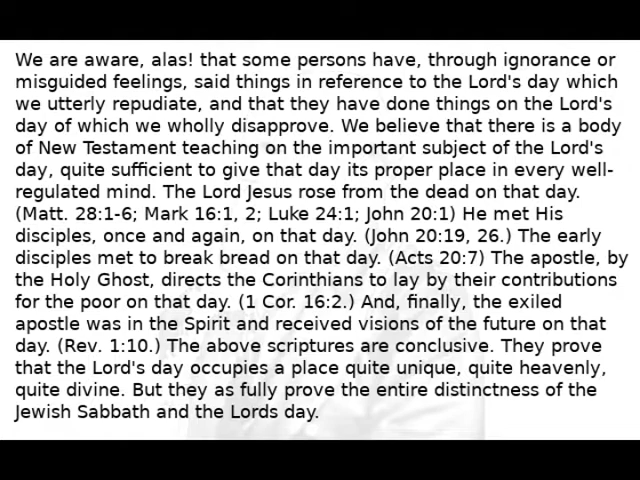 We are aware, alas! that some persons have, through ignorance or
misguided feelings, said things in reference to the Lord's day which
we utterly repudiate, and that they have done things on the Lord's
day of which we wholly disapprove. We believe that there is a body
of New Testament teaching on the important subject of the Lord's
day, quite sufficient to give that day its proper place in every well-
regulated mind. The Lord Jesus rose from the dead on that day.
(Matt. 28:1-6; Mark 16:1, 2; Luke 24:1; John 20:1) He met His
disciples, once and again, on that day. (John 20:19, 26.) The early
disciples met to break bread on that day. (Acts 20:7) The apostle, by
the Holy Ghost, directs the Corinthians to lay by their contributions
for the poor on that day. (1 Cor. 16:2.) And, finally, the exiled
apostle was in the Spirit and received visions of the future on that
day. (Rev. 1:10.) The above scriptures are conclusive. They prove
that the Lord's day occupies a place quite unique, quite heavenly,
quite divine. But they as fully prove the entire distinctness of the
Jewish Sabbath and the Lords day.